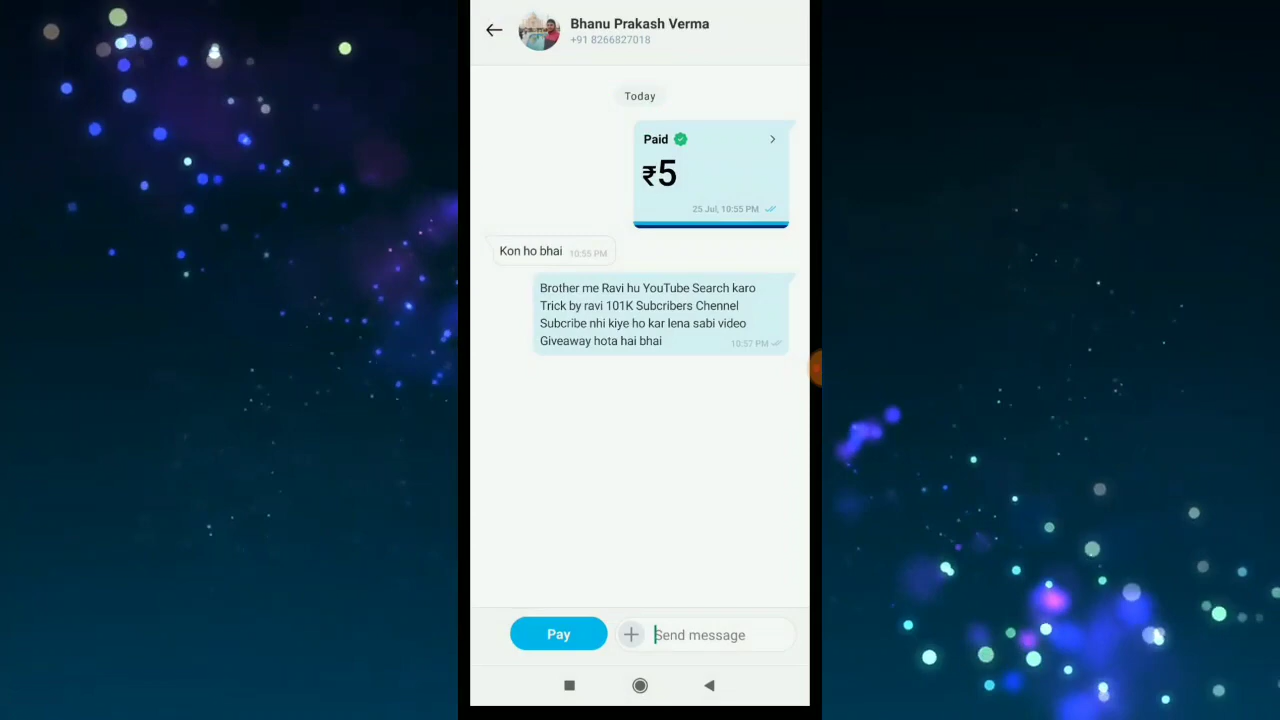 Bhanu Prakash Verma
+91 8266827018
Today
Paid
₹5
25 Jul, 10:55 PM
Kon ho bhai 10:55 PM
Brother me Ravi hu YouTube Search karo
Trick by ravi 101K Subcribers Chennel
Subcribe nhi kiye ho kar lena sabi video
Giveaway hota hai bhai 10:57 PM
Pay
Send message